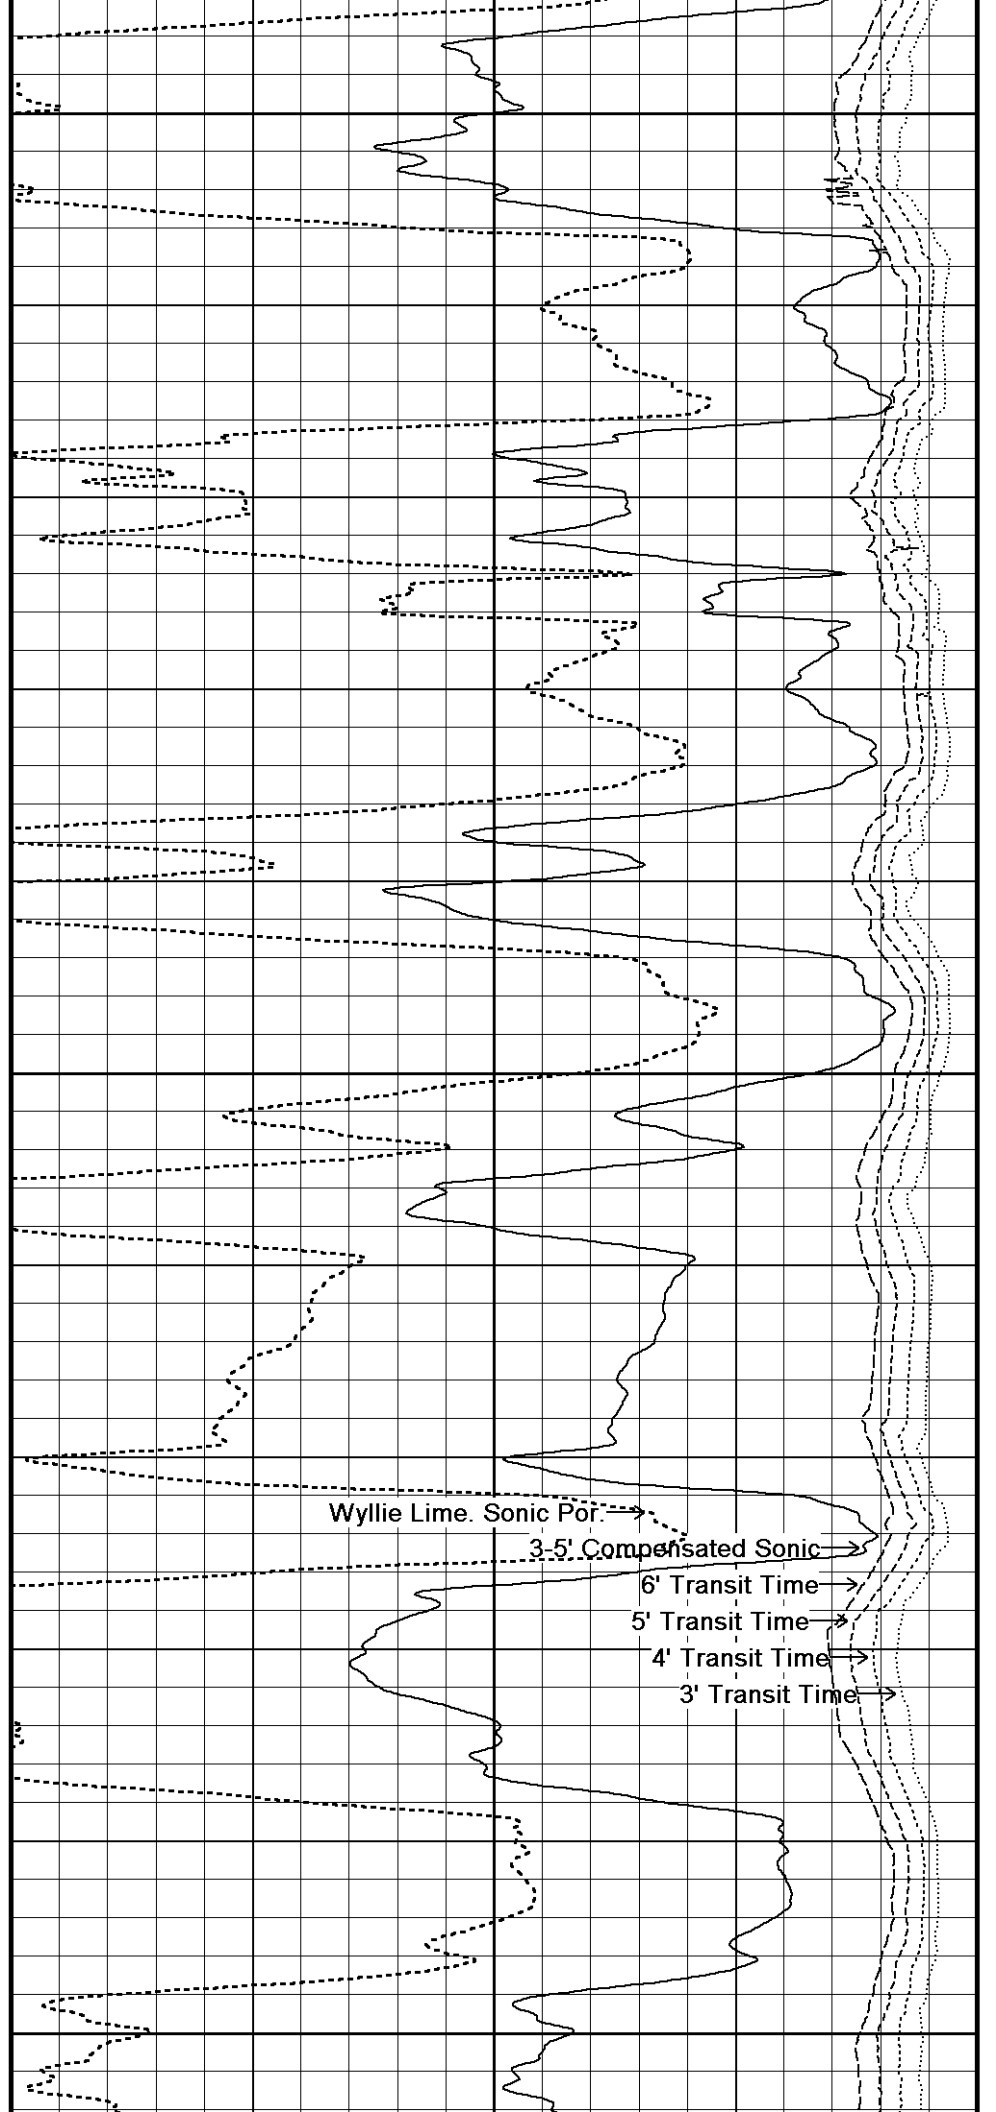 Wyllie Lime. Sonic Por.
3-5' Compensated Sonic
6' Transit Time
5' Transit Time
4' Transit Time
3' Transit Time